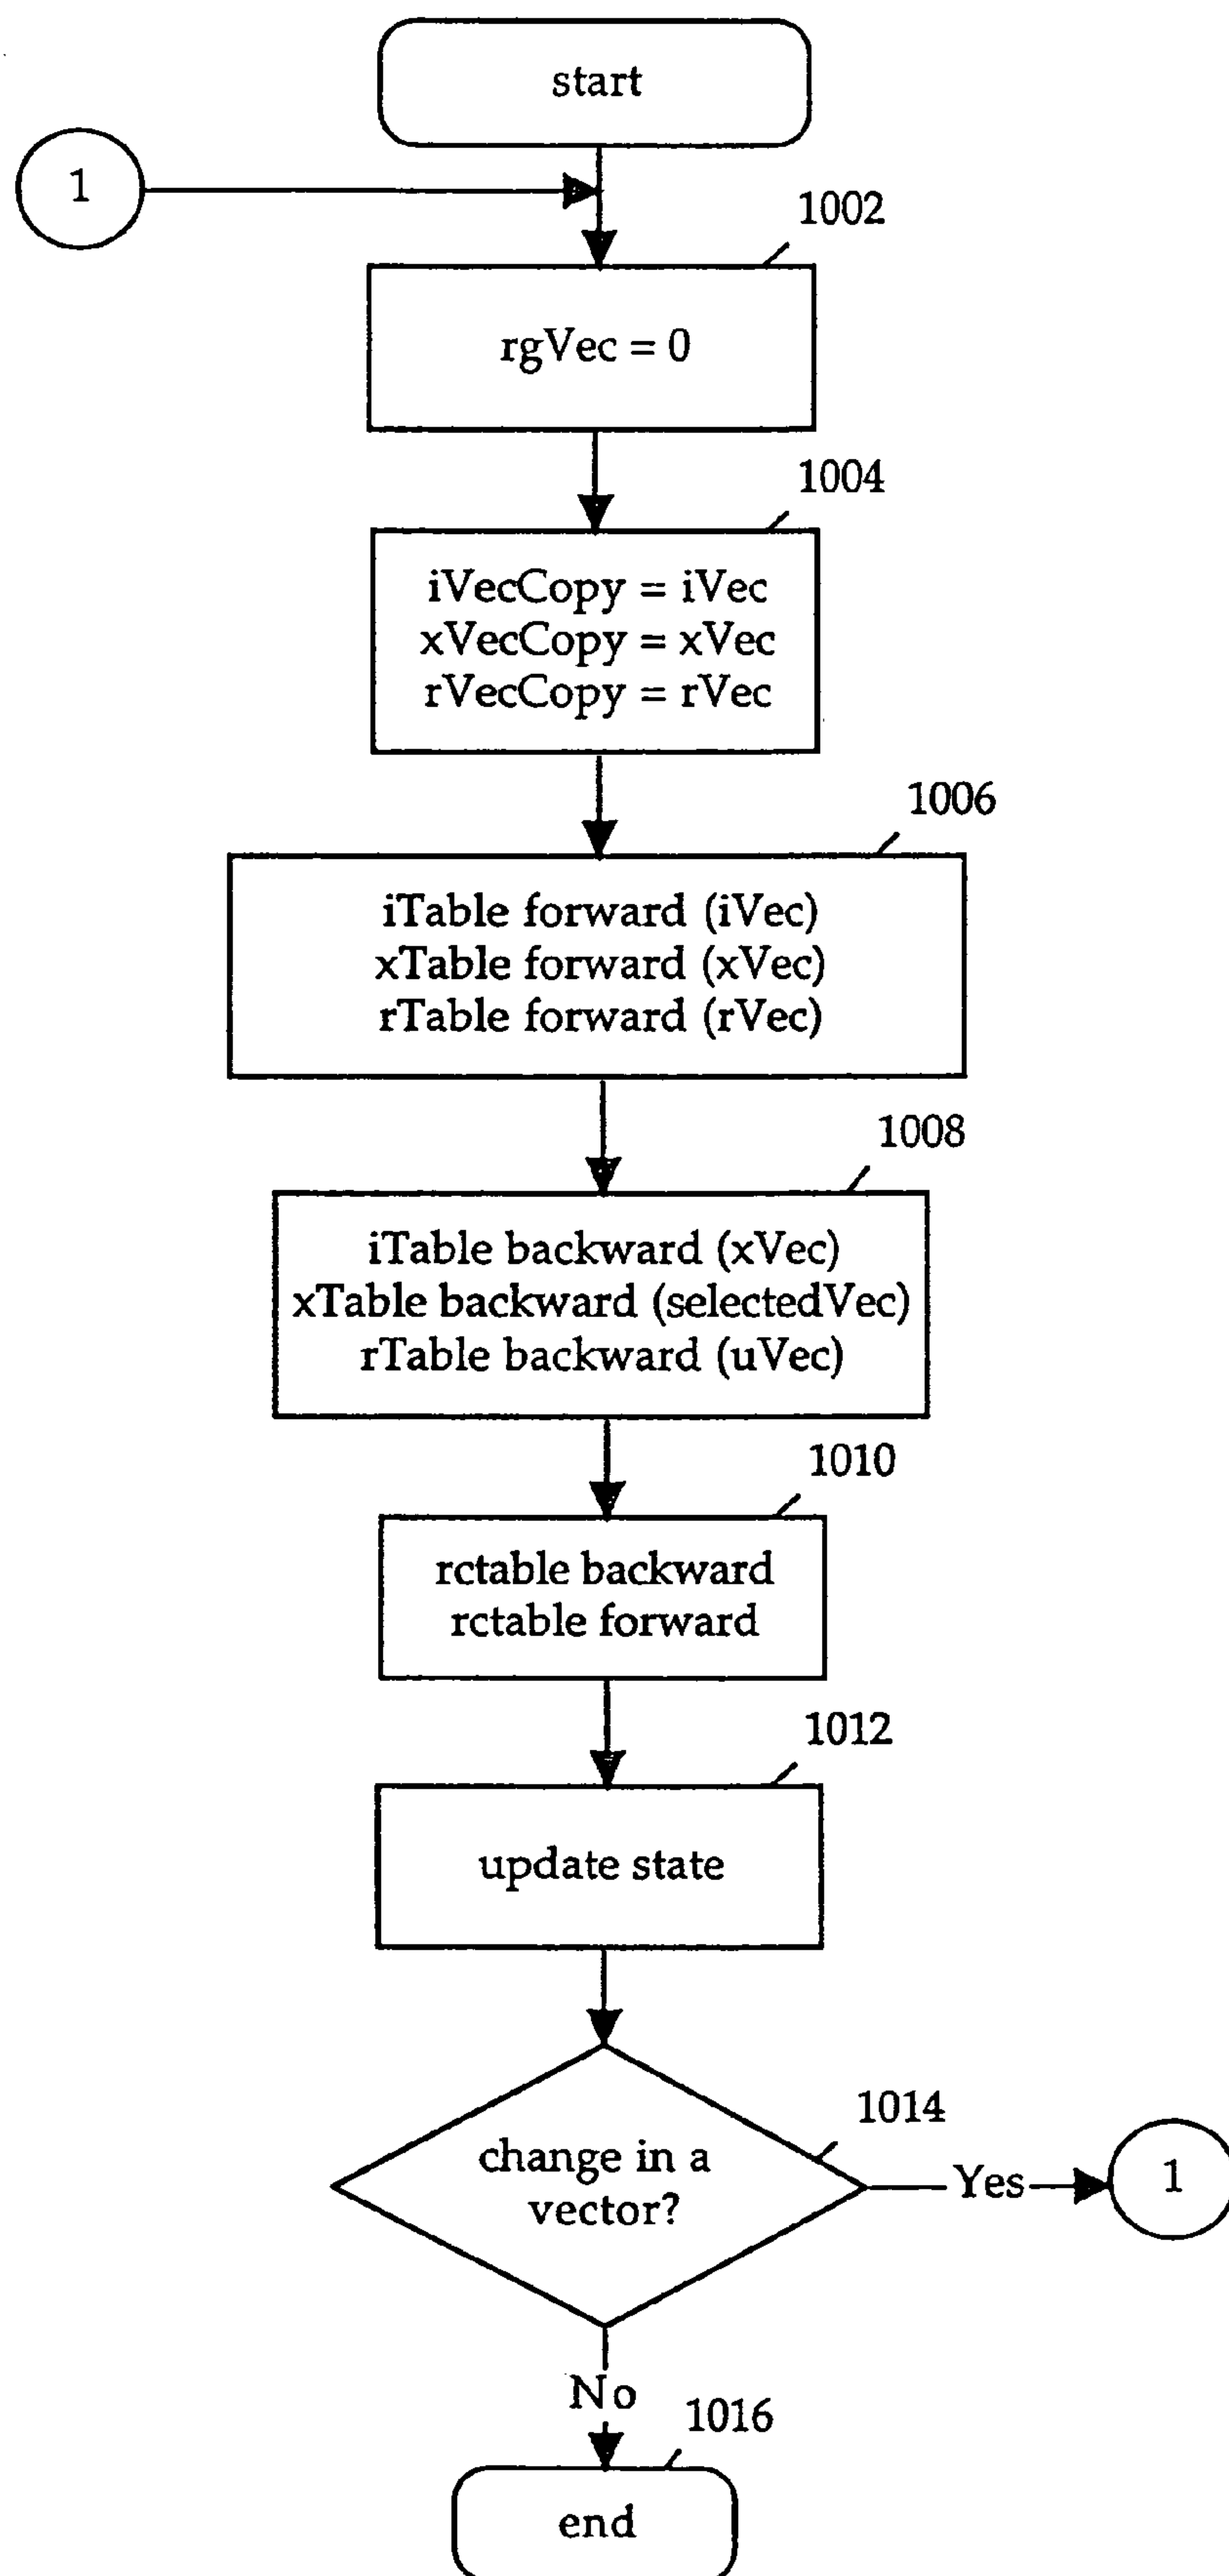 start
1
1002
rgVec = 0
1004
iVecCopy = iVec
xVecCopy = xVec
rVecCopy = rVec
1006
iTable forward (iVec)
xTable forward (xVec)
rTable forward (rVec)
1008
iTable backward (xVec)
xTable backward (selectedVec)
rTable backward (uVec)
1010
rctable backward
rctable forward
1012
update state
1014
change in a
vector?
Yes
1
No
1016
end